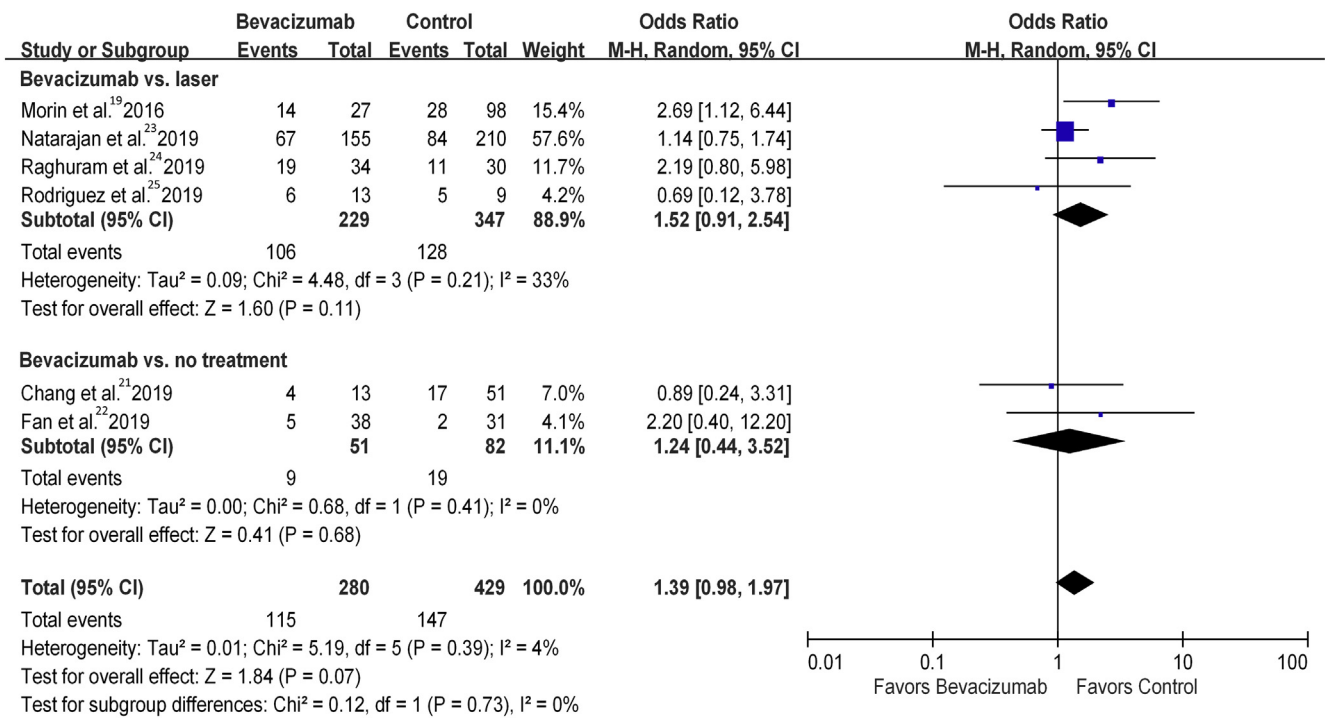 Bevacizumab Control Odds Ratio Odds Ratio
Study or Subgroup Events Total Events Total Weight M-H, Random, 95% CI M-H, Random, 95% CI
Bevacizumab vs. laser
Morin et al.19 2016 14 27 28 98 15.4% 2.69 [1.12, 6.44]
Natarajan et al.23 2019 67 155 84 210 57.6% 1.14 [0.75, 1.74]
Raghuram et al.24 2019 19 34 11 30 11.7% 2.19 [0.80, 5.98]
Rodriguez et al.25 2019 6 13 5 9 4.2% 0.69 [0.12, 3.78]
Subtotal (95% CI) 229 347 88.9% 1.52 [0.91, 2.54]
Total events 106 128
Heterogeneity: Tau² = 0.09; Chi² = 4.48, df = 3 (P = 0.21); I² = 33%
Test for overall effect: Z = 1.60 (P = 0.11)
Bevacizumab vs. no treatment
Chang et al.21 2019 4 13 17 51 7.0% 0.89 [0.24, 3.31]
Fan et al.22 2019 5 38 2 31 4.1% 2.20 [0.40, 12.20]
Subtotal (95% CI) 51 82 11.1% 1.24 [0.44, 3.52]
Total events 9 19
Heterogeneity: Tau² = 0.00; Chi² = 0.68, df = 1 (P = 0.41); I² = 0%
Test for overall effect: Z = 0.41 (P = 0.68)
Total (95% CI) 280 429 100.0% 1.39 [0.98, 1.97]
Total events 115 147
Heterogeneity: Tau² = 0.01; Chi² = 5.19, df = 5 (P = 0.39); I² = 4%
Test for overall effect: Z = 1.84 (P = 0.07)
Test for subgroup differences: Chi² = 0.12, df = 1 (P = 0.73), I² = 0%
0.01 0.1 1 10 100
Favors Bevacizumab Favors Control